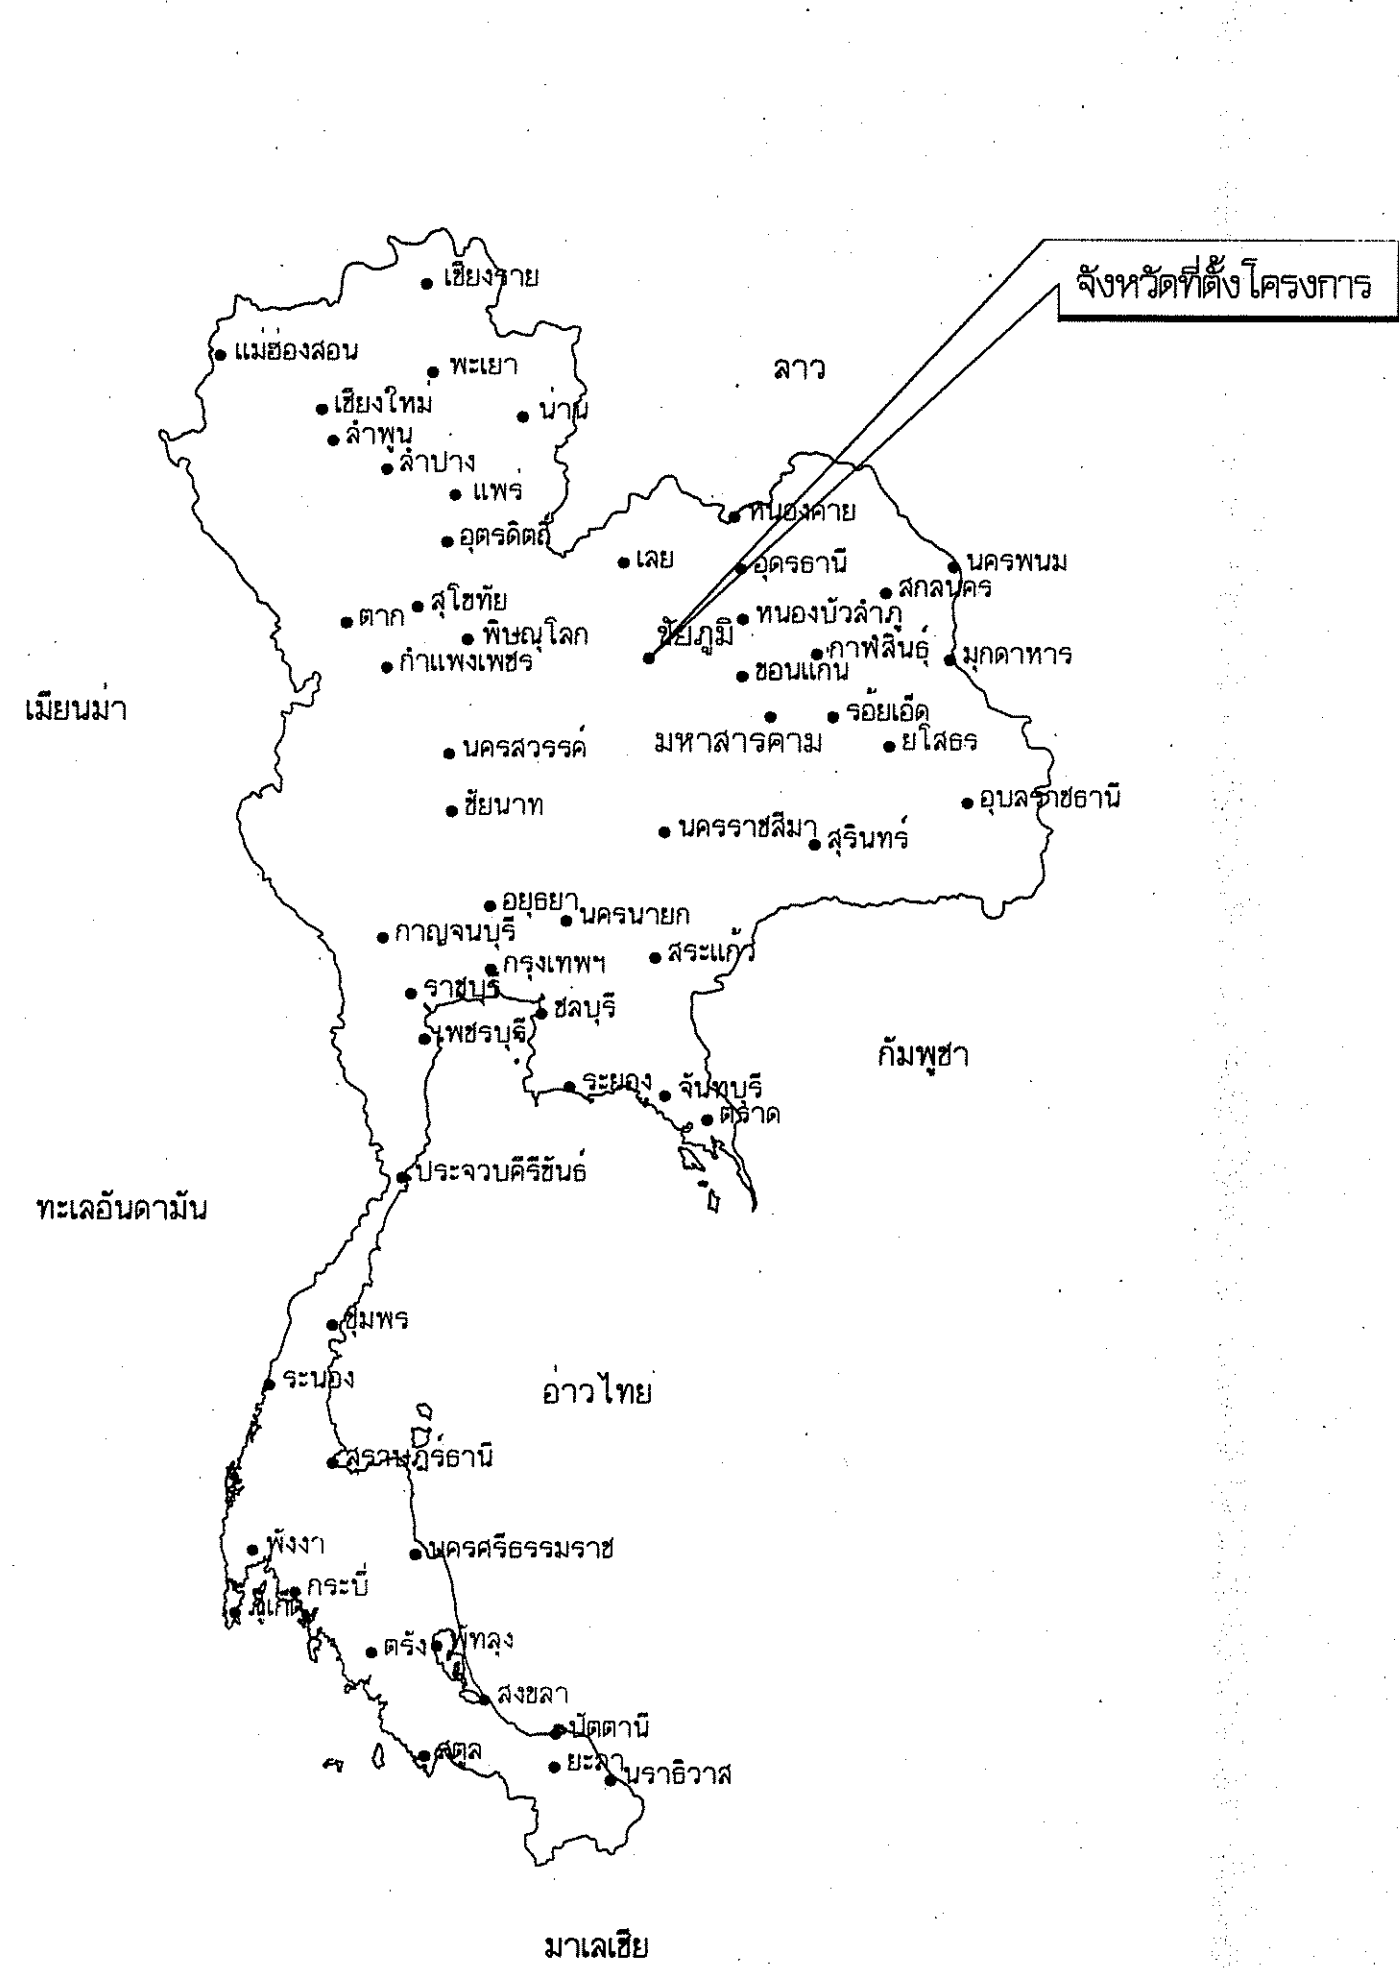 เชียงราย
จังหวัดที่ตั้งโครงการ
แม่ฮ่องสอน
พะเยา
ลาว
เชียงใหม่
น่าน
ลำพูน
ลำปาง
แพร่
หนองคาย
อุตรดิตถ์
เลย
อุดรธานี
นครพนม
สกลนคร
สุโขทัย
ตาก
หนองบัวลำภู
พิษณุโลก
ชัยภูมิ
กาฬสินธุ์
มุกดาหาร
กำแพงเพชร
ขอนแก่น
เมียนม่า
ร้อยเอ็ด
นครสวรรค์
มหาสารคาม
ยโสธร
ชัยนาท
อุบลราชธานี
นครราชสีมา
สุรินทร์
อยุธยา
นครนายก
กาญจนบุรี
สระแก้ว
กรุงเทพฯ
ราชบุรี
ชลบุรี
เพชรบุรี
กัมพูชา
ระยอง
จันทบุรี
ตราด
ประจวบคีรีขันธ์
ทะเลอันดามัน
ชุมพร
ระนอง
อ่าวไทย
สุราษฎร์ธานี
พังงา
นครศรีธรรมราช
กระบี่
ภูเก็ต
ตรัง
พัทลุง
สงขลา
ปัตตานี
สตูล
ยะลา
นราธิวาส
มาเลเซีย